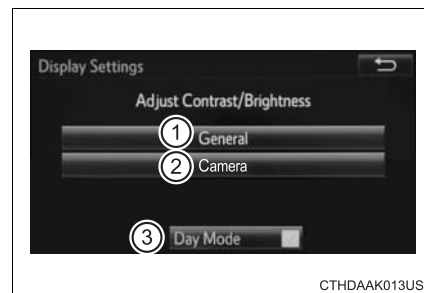 Display Settings
Adjust Contrast/Brightness
1 General
2 Camera
3 Day Mode
CTHDAAK013US